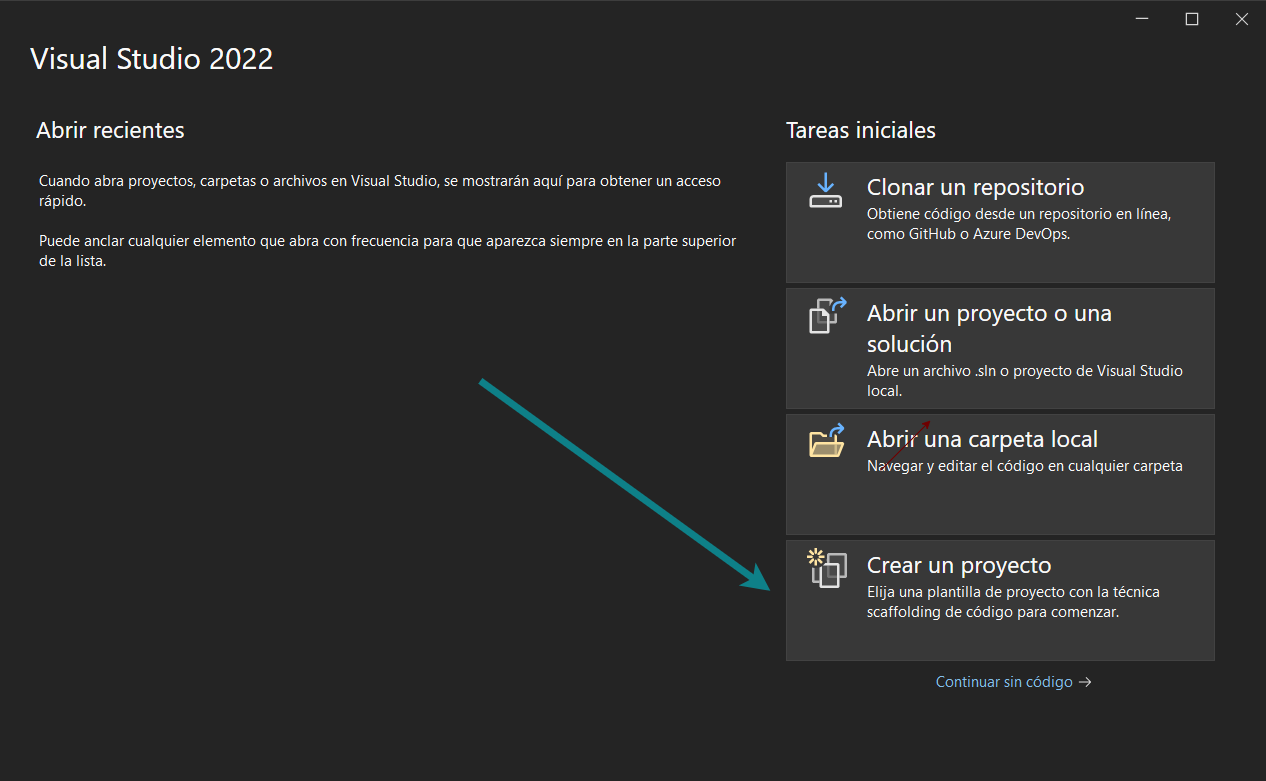 Visual Studio 2022
Abrir recientes
Cuando abra proyectos, carpetas o archivos en Visual Studio, se mostrarán aquí para obtener un acceso
rápido.
Puede anclar cualquier elemento que abra con frecuencia para que aparezca siempre en la parte superior
de la lista.
Tareas iniciales
Clonar un repositorio
Obtiene código desde un repositorio en línea,
como GitHub o Azure DevOps.
Abrir un proyecto o una
solución
Abre un archivo .sln o proyecto de Visual Studio
local.
Abrir una carpeta local
Navegar y editar el código en cualquier carpeta
Crear un proyecto
Elija una plantilla de proyecto con la técnica
scaffolding de código para comenzar.
Continuar sin código →